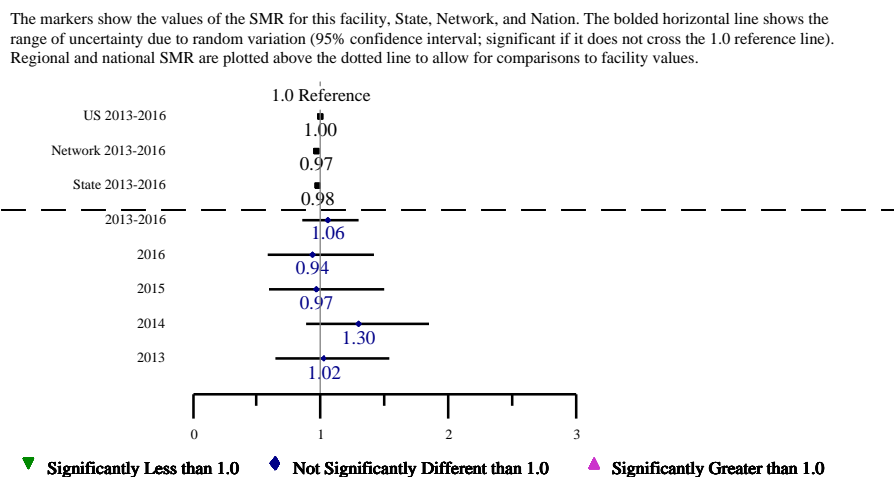 The markers show the values of the SMR for this facility, State, Network, and Nation. The bolded horizontal line shows the
range of uncertainty due to random variation (95% confidence interval; significant if it does not cross the 1.0 reference line).
Regional and national SMR are plotted above the dotted line to allow for comparisons to facility values.
1.0 Reference
US 2013-2016
1.00
Network 2013-2016
0.97
State 2013-2016
0.98
2013-2016
1.06
2016
0.94
2015
0.97
2014
1.30
2013
1.02
0 1 2 3
Significantly Less than 1.0 Not Significantly Different than 1.0 Significantly Greater than 1.0